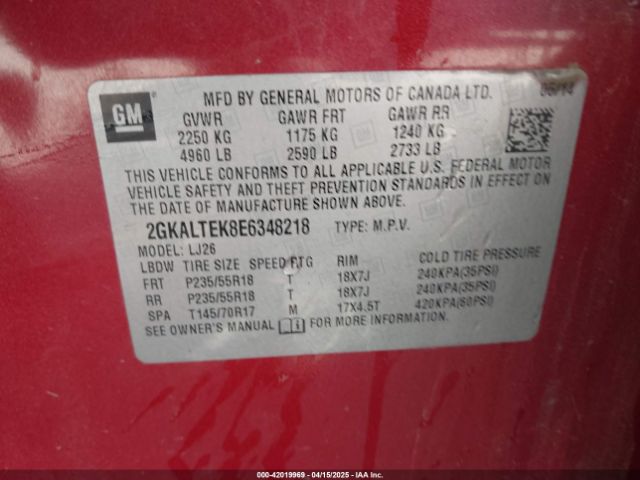 GM ®
MFD BY GENERAL MOTORS OF CANADA LTD. 06/14
GVWR GAWR FRT GAWR RR
2250 KG 1175 KG 1240 KG
4960 LB 2590 LB 2733 LB
THIS VEHICLE CONFORMS TO ALL APPLICABLE U.S. FEDERAL MOTOR
VEHICLE SAFETY AND THEFT PREVENTION STANDARDS IN EFFECT ON
THE DATE OF MANUFACTURE SHOWN ABOVE.
2GKALTEK8E6348218 TYPE: M.P.V.
MODEL: LJ26
LBDW TIRE SIZE SPEED RTG RIM COLD TIRE PRESSURE
FRT P235/55R18 T 18X7J 240KPA(35PSI)
RR P235/55R18 T 18X7J 240KPA(35PSI)
SPA T145/70R17 M 17X4.5T 420KPA(60PSI)
SEE OWNER'S MANUAL FOR MORE INFORMATION.
000-42019969 - 04/15/2025 - IAA Inc.